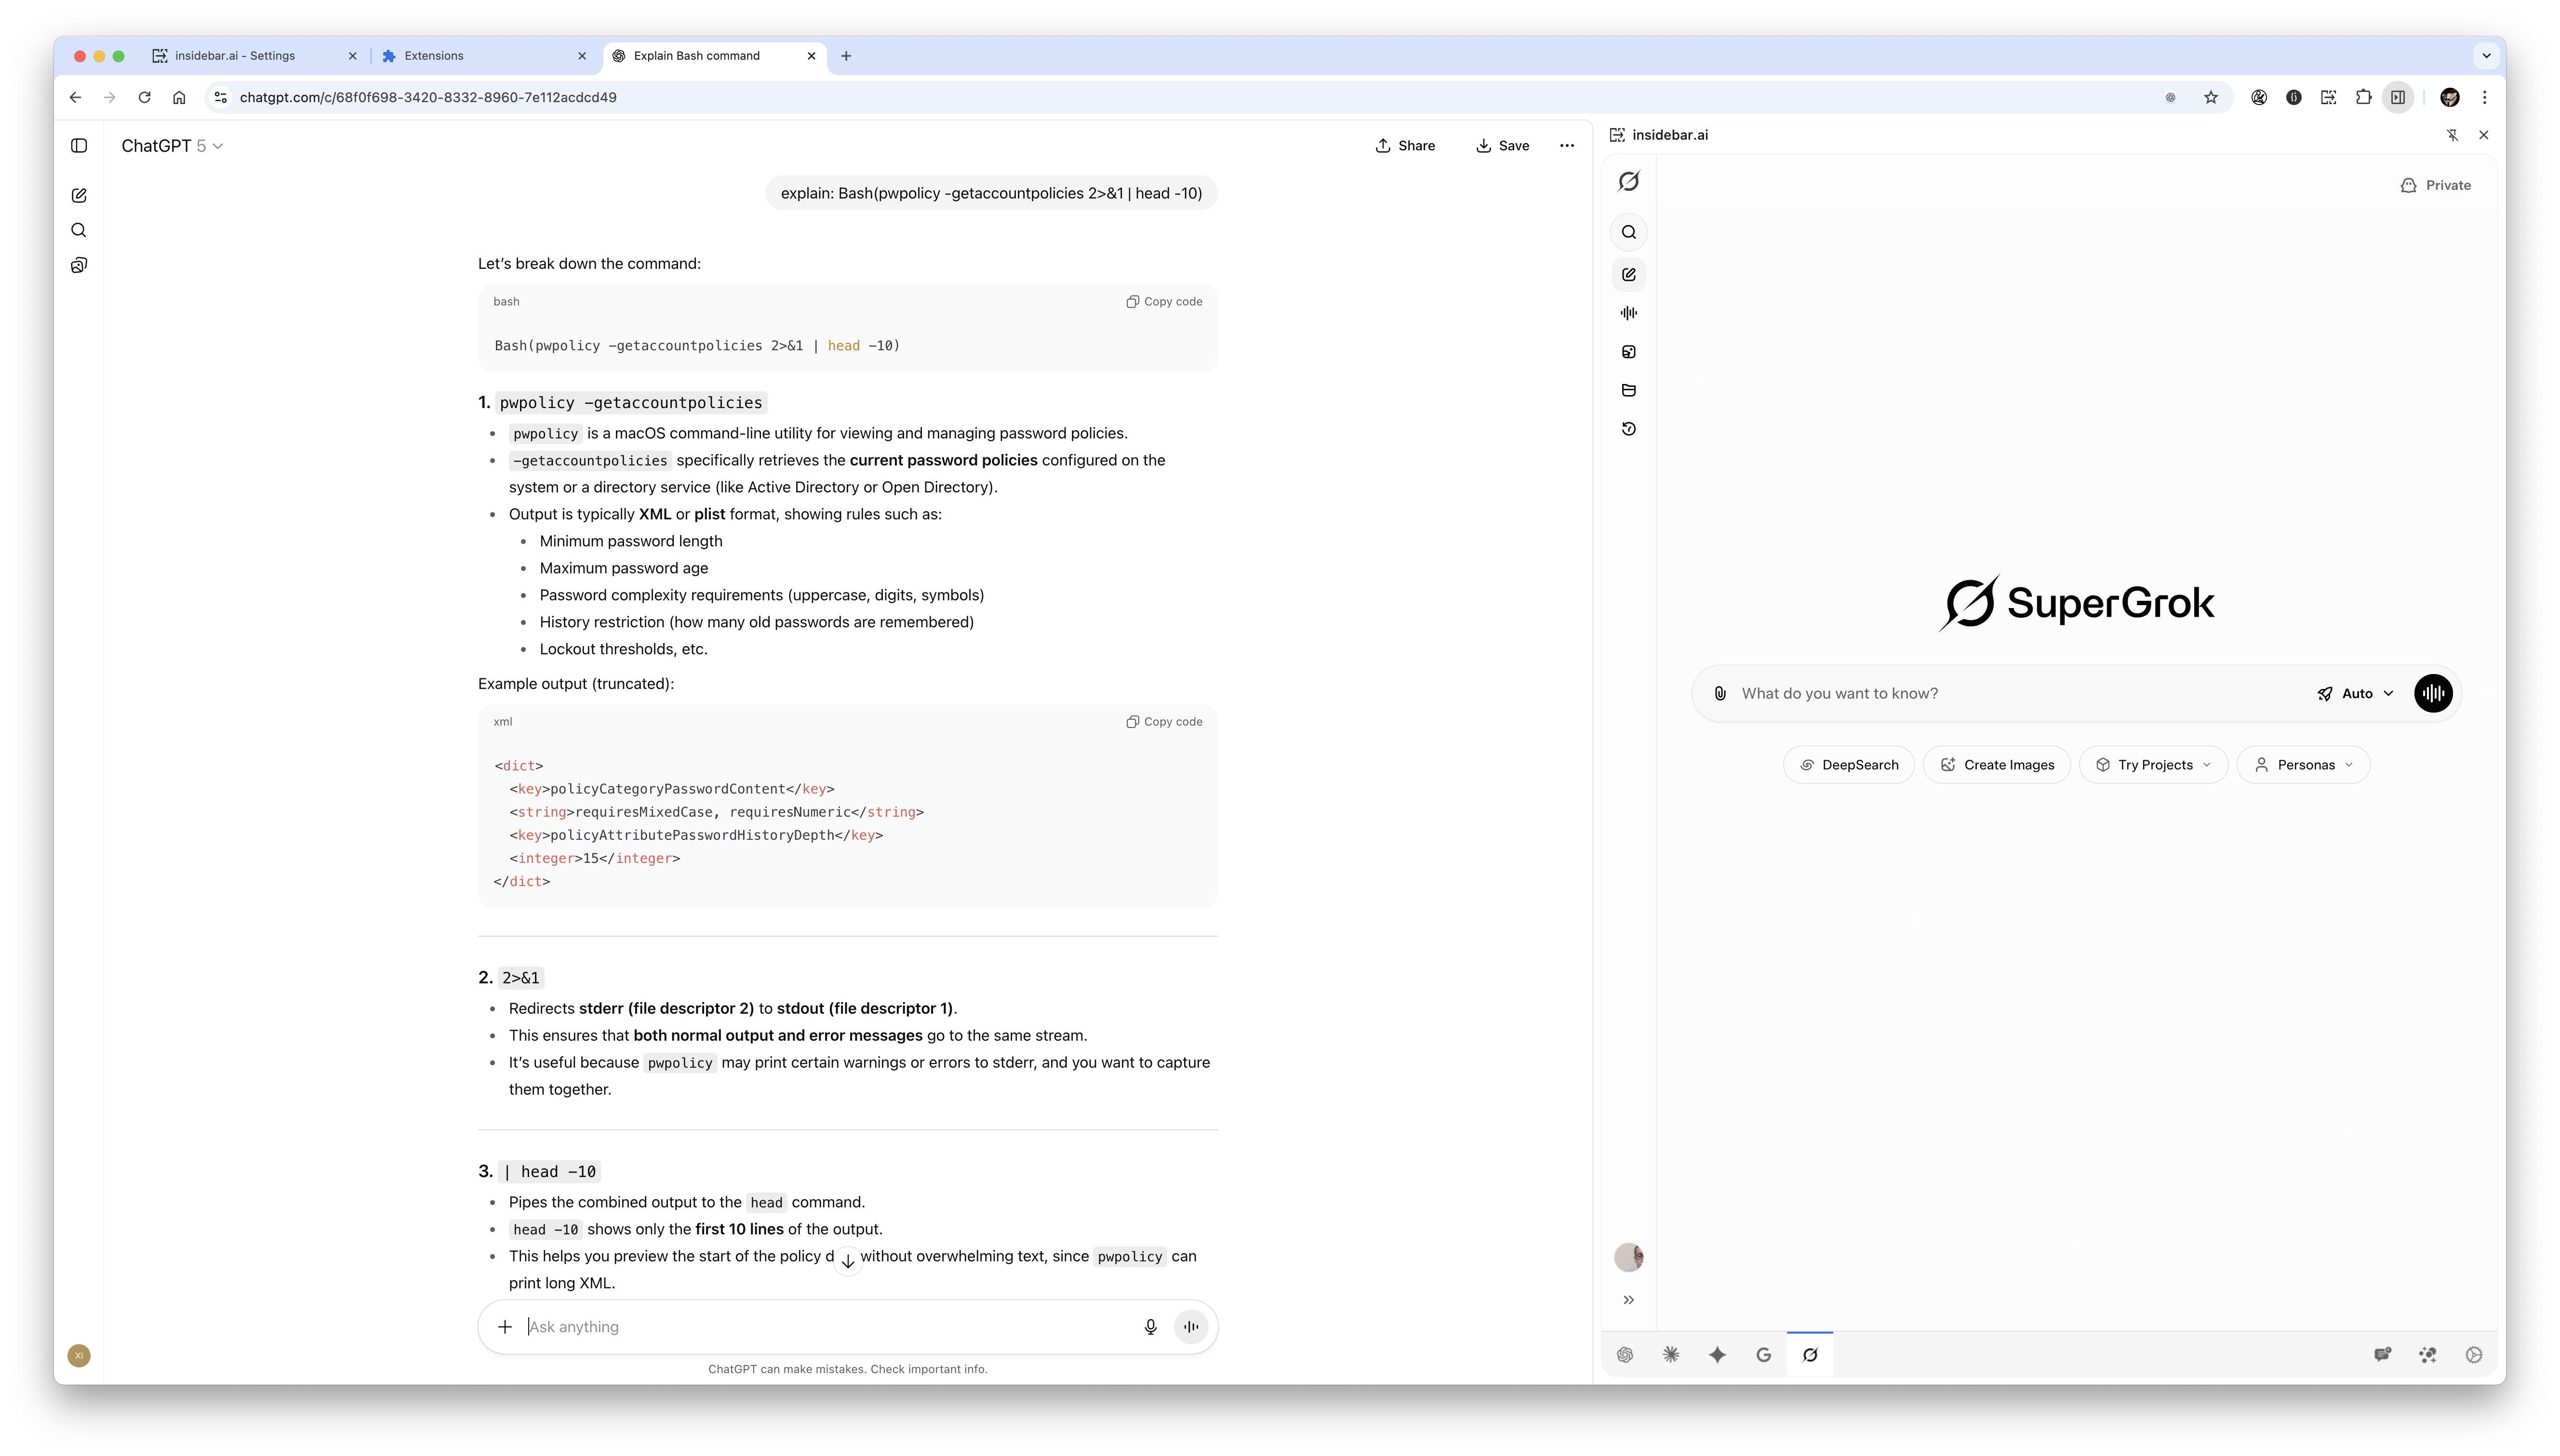 insidebar.ai - Settings
Extensions
Explain Bash command
chatgpt.com/c/68f0f698-3420-8332-8960-7e112acdcd49
ChatGPT 5
Share
Save
explain: Bash(pwpolicy -getaccountpolicies 2>&1 | head -10)
Let’s break down the command:
bash
Copy code
Bash(pwpolicy -getaccountpolicies 2>&1 | head -10)
1. pwpolicy -getaccountpolicies
• pwpolicy is a macOS command-line utility for viewing and managing password policies.
• -getaccountpolicies specifically retrieves the current password policies configured on the
system or a directory service (like Active Directory or Open Directory).
• Output is typically XML or plist format, showing rules such as:
• Minimum password length
• Maximum password age
• Password complexity requirements (uppercase, digits, symbols)
• History restriction (how many old passwords are remembered)
• Lockout thresholds, etc.
Example output (truncated):
xml
Copy code
<dict>
<key>policyCategoryPasswordContent</key>
<string>requiresMixedCase, requiresNumeric</string>
<key>policyAttributePasswordHistoryDepth</key>
<integer>15</integer>
</dict>
2. 2>&1
• Redirects stderr (file descriptor 2) to stdout (file descriptor 1).
• This ensures that both normal output and error messages go to the same stream.
• It’s useful because pwpolicy may print certain warnings or errors to stderr, and you want to capture
them together.
3. | head -10
• Pipes the combined output to the head command.
• head -10 shows only the first 10 lines of the output.
• This helps you preview the start of the policy d without overwhelming text, since pwpolicy can
print long XML.
Ask anything
ChatGPT can make mistakes. Check important info.
XI
insidebar.ai
Private
SuperGrok
What do you want to know?
Auto
DeepSearch
Create Images
Try Projects
Personas